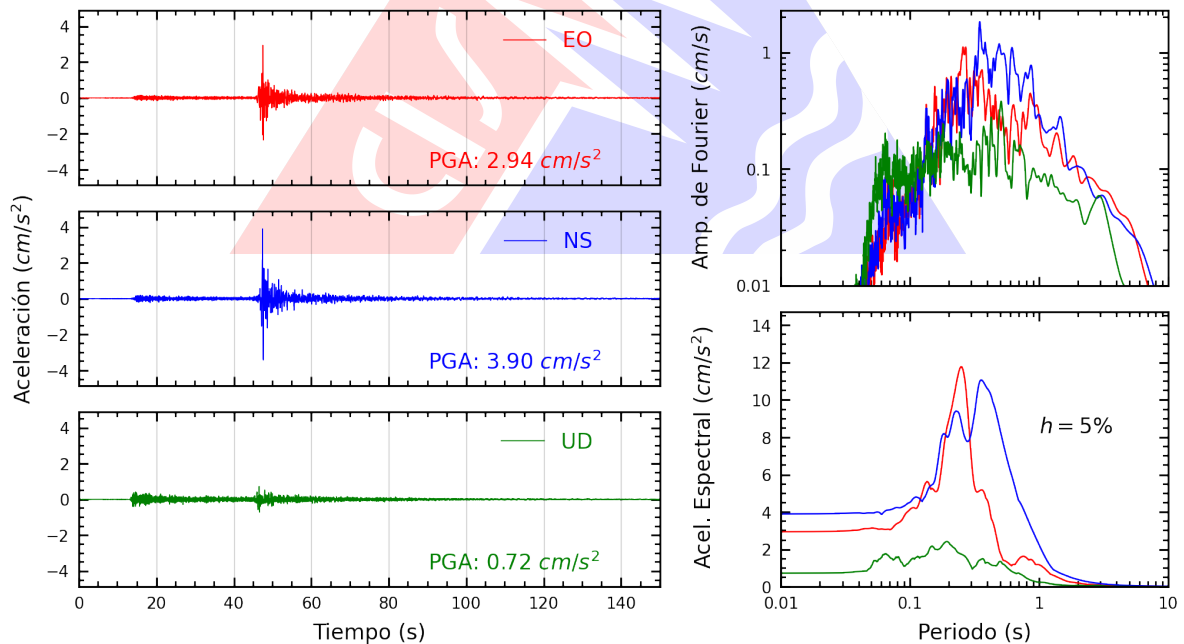 Aceleración (cm/s²)
4
2
0
−2
−4
EO
PGA: 2.94 cm/s²
4
2
0
−2
−4
NS
PGA: 3.90 cm/s²
4
2
0
−2
−4
UD
PGA: 0.72 cm/s²
0 20 40 60 80 100 120 140
Tiempo (s)
Amp. de Fourier (cm/s)
1
0.1
0.01
Acel. Espectral (cm/s²)
14
12
10
8
6
4
2
0
h = 5%
0.01 0.1 1 10
Periodo (s)